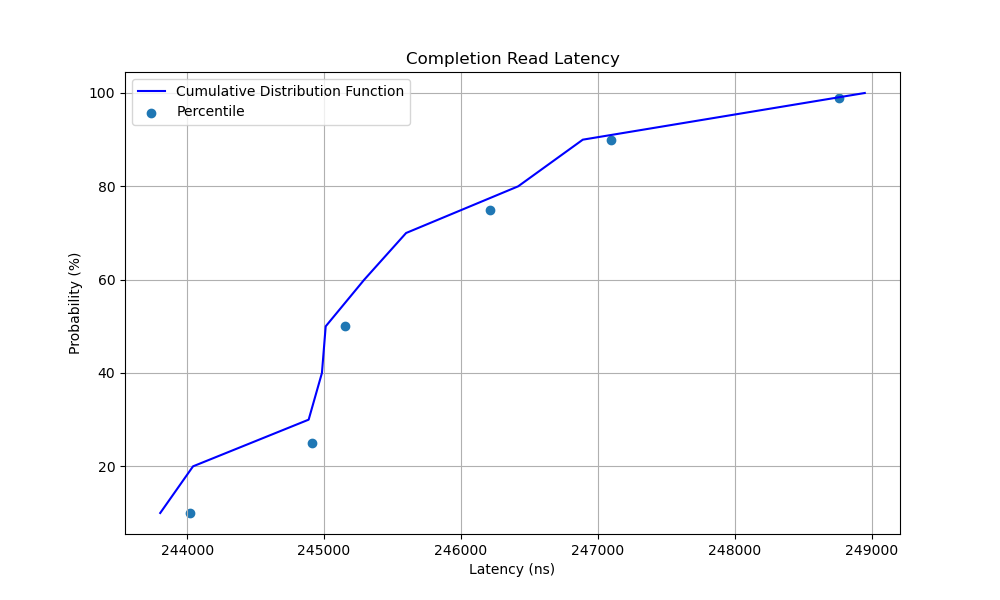 Completion Read Latency
Cumulative Distribution Function
Percentile
Probability (%)
100
80
60
40
20
244000 245000 246000 247000 248000 249000
Latency (ns)